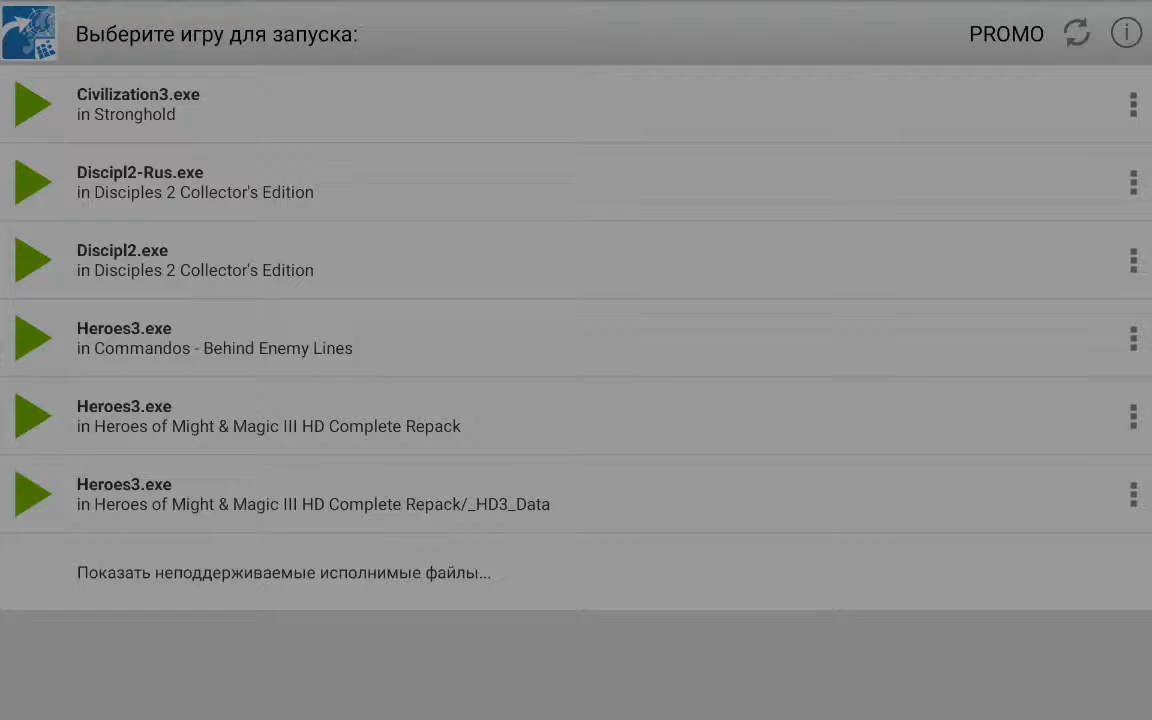 Выберите игру для запуска:
PROMO
Civilization3.exe
in Stronghold
Discipl2-Rus.exe
in Disciples 2 Collector's Edition
Discipl2.exe
in Disciples 2 Collector's Edition
Heroes3.exe
in Commandos - Behind Enemy Lines
Heroes3.exe
in Heroes of Might & Magic III HD Complete Repack
Heroes3.exe
in Heroes of Might & Magic III HD Complete Repack/_HD3_Data
Показать неподдерживаемые исполнимые файлы...